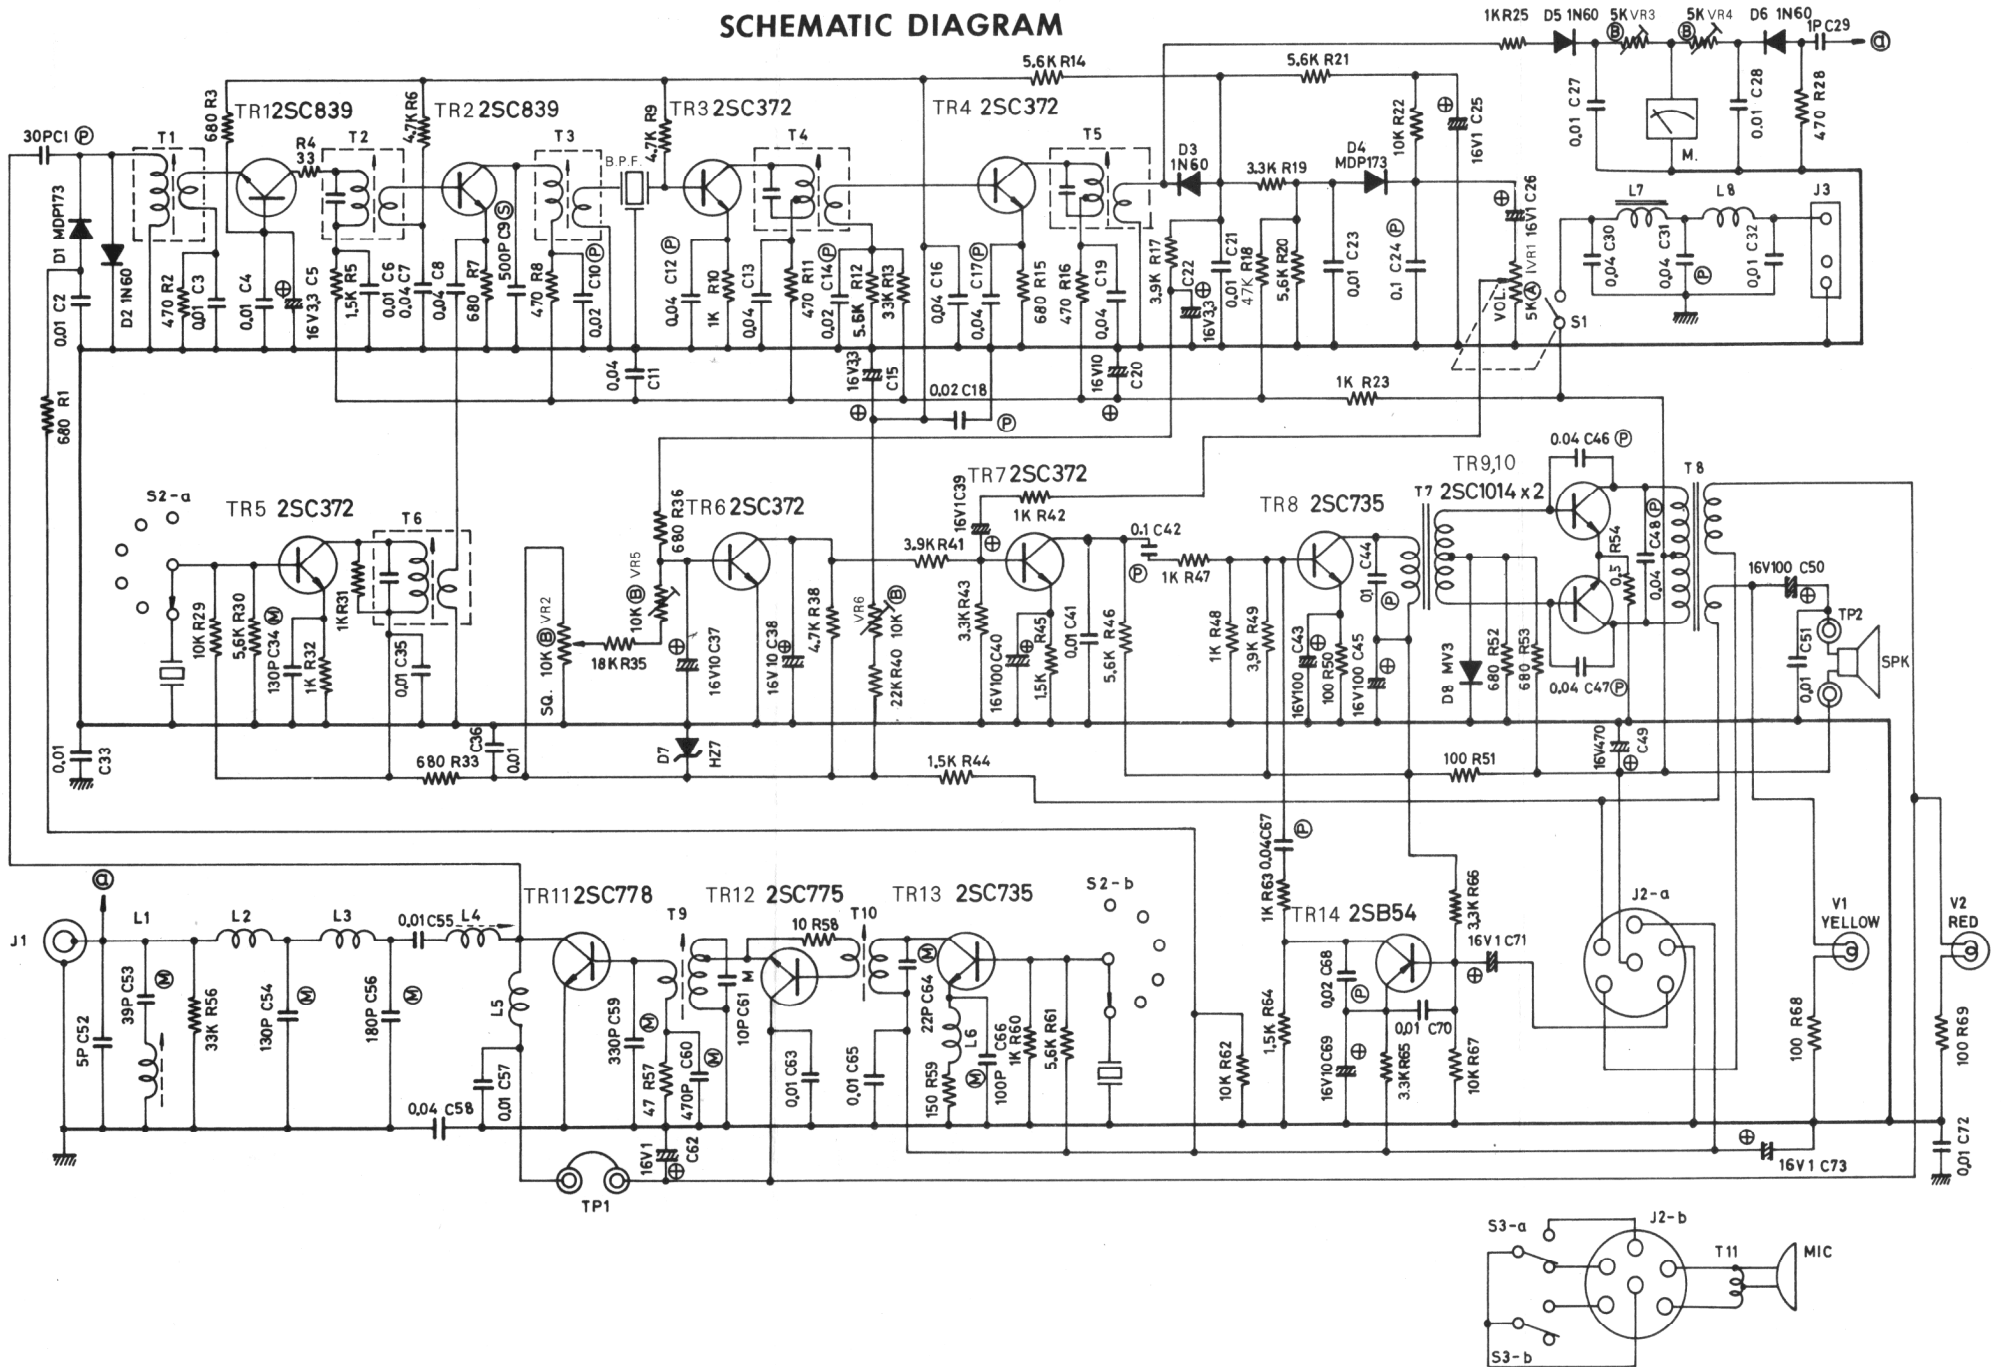 SCHEMATIC DIAGRAM
1K R25 D5 1N60 5K VR3 B 5K VR4 B D6 1N60 1P C29 a
0.01 C27
M.
0.01 C28
470 R28
5.6K R14
5.6K R21
30P C1 P
680 R3
TR1 2SC839
4.7K R6
TR2 2SC839
4.7K R9
TR3 2SC372
TR4 2SC372
10K R22
16V1 C25
T1
R4
33
T2
T3
B.P.F.
T4
T5
D3
1N60
3.3K R19
D4
MDP173
16V1 C26
L7
L8
J3
D1 MDP173
0.01 C2
D2 1N60
470 R2
0.01 C3
0.01 C4
16V3.3 C5
1.5K R5
0.01 C6
0.04 C7
0.04 C8
680 R7
500P C9 S
470 R8
0.02 C10 P
0.04 C12 P
1K R10
0.04 C13
470 R11
0.02 C14 P
5.6K R12
33K R13
0.04 C16
0.04 C17 P
680 R15
470 R16
0.04 C19
3.9K R17
C22
16V3.3
0.01 C21
47K R18
5.6K R20
0.01 C23
0.1 C24 P
VOL. 5K A VR1
S1
0.04 C30
0.04 C31 P
0.01 C32
680 R1
0.04 C11
16V33 C15
0.02 C18 P
16V10 C20
1K R23
S2-a
TR5 2SC372
T6
680 R36
TR6 2SC372
16V1 C39
TR7 2SC372
1K R42
TR8 2SC735
T7
TR9,10
2SC1014 x 2
0.04 C46 P
T8
10K R29
5.6K R30
130P C34 M
1K R32
1K R31
0.01 C35
SQ. 10K B VR2
18K R35
10K B VR5
16V10 C37
16V10 C38
4.7K R38
3.9K R41
VR6 10K B
22K R40
3.3K R43
16V100 C40
1.5K R45
0.01 C41
5.6K R46
0.1 C42
P
1K R47
1K R48
3.9K R49
16V100 C43
100 R50
16V100 C45
0.1 C44
P
D8 MV3
680 R52
680 R53
0.5 R54
0.04 C48 P
0.04 C47 P
16V100 C50
0.01 C51
TP2
SPK
0.01 C33
680 R33
C36 0.01
D7 HZ7
1.5K R44
100 R51
16V470 C49
a
J1
L1
L2
L3
0.01 C55
L4
TR11 2SC778
T9
TR12 2SC775
10 R58
T10
TR13 2SC735
S2-b
0.04 C67 P
1K R63
TR14 2SB54
3.3K R66
16V1 C71
J2-a
V1
YELLOW
V2
RED
5P C52
39P C53 M
33K R56
130P C54 M
180P C56 M
L5
0.01 C57
0.04 C58
330P C59 M
47 R57
470P C60 M
10P C61 M
0.01 C63
0.01 C65
22P C64 M
L6
150 R59
100P C66 M
1K R60
5.6K R61
10K R62
1.5K R64
0.02 C68 P
16V10 C69
3.3K R65
0.01 C70
10K R67
100 R68
100 R69
16V1 C62
TP1
16V1 C73
0.01 C72
S3-a
J2-b
T11
MIC
S3-b